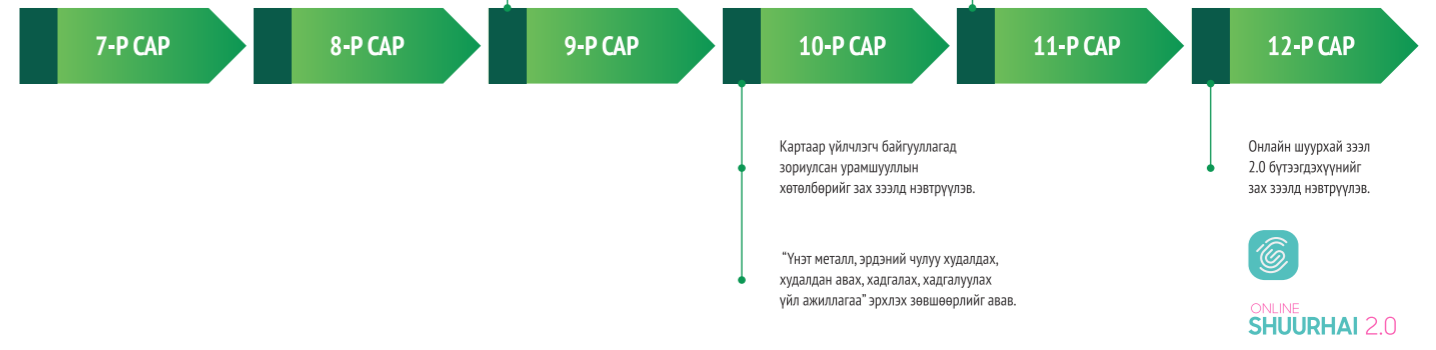 7-Р САР
8-Р САР
9-Р САР
10-Р САР
11-Р САР
12-Р САР
Картаар үйлчлэгч байгууллагад
зориулсан урамшууллын
хөтөлбөрийг зах зээлд нэвтрүүлэв.
“Үнэт металл, эрдэний чулуу худалдах,
худалдан авах, хадгалах, хадгалуулах
үйл ажиллагаа” эрхлэх зөвшөөрлийг авав.
Онлайн шуурхай зээл
2.0 бүтээгдэхүүнийг
зах зээлд нэвтрүүлэв.
ONLINE
SHUURHAI 2.0